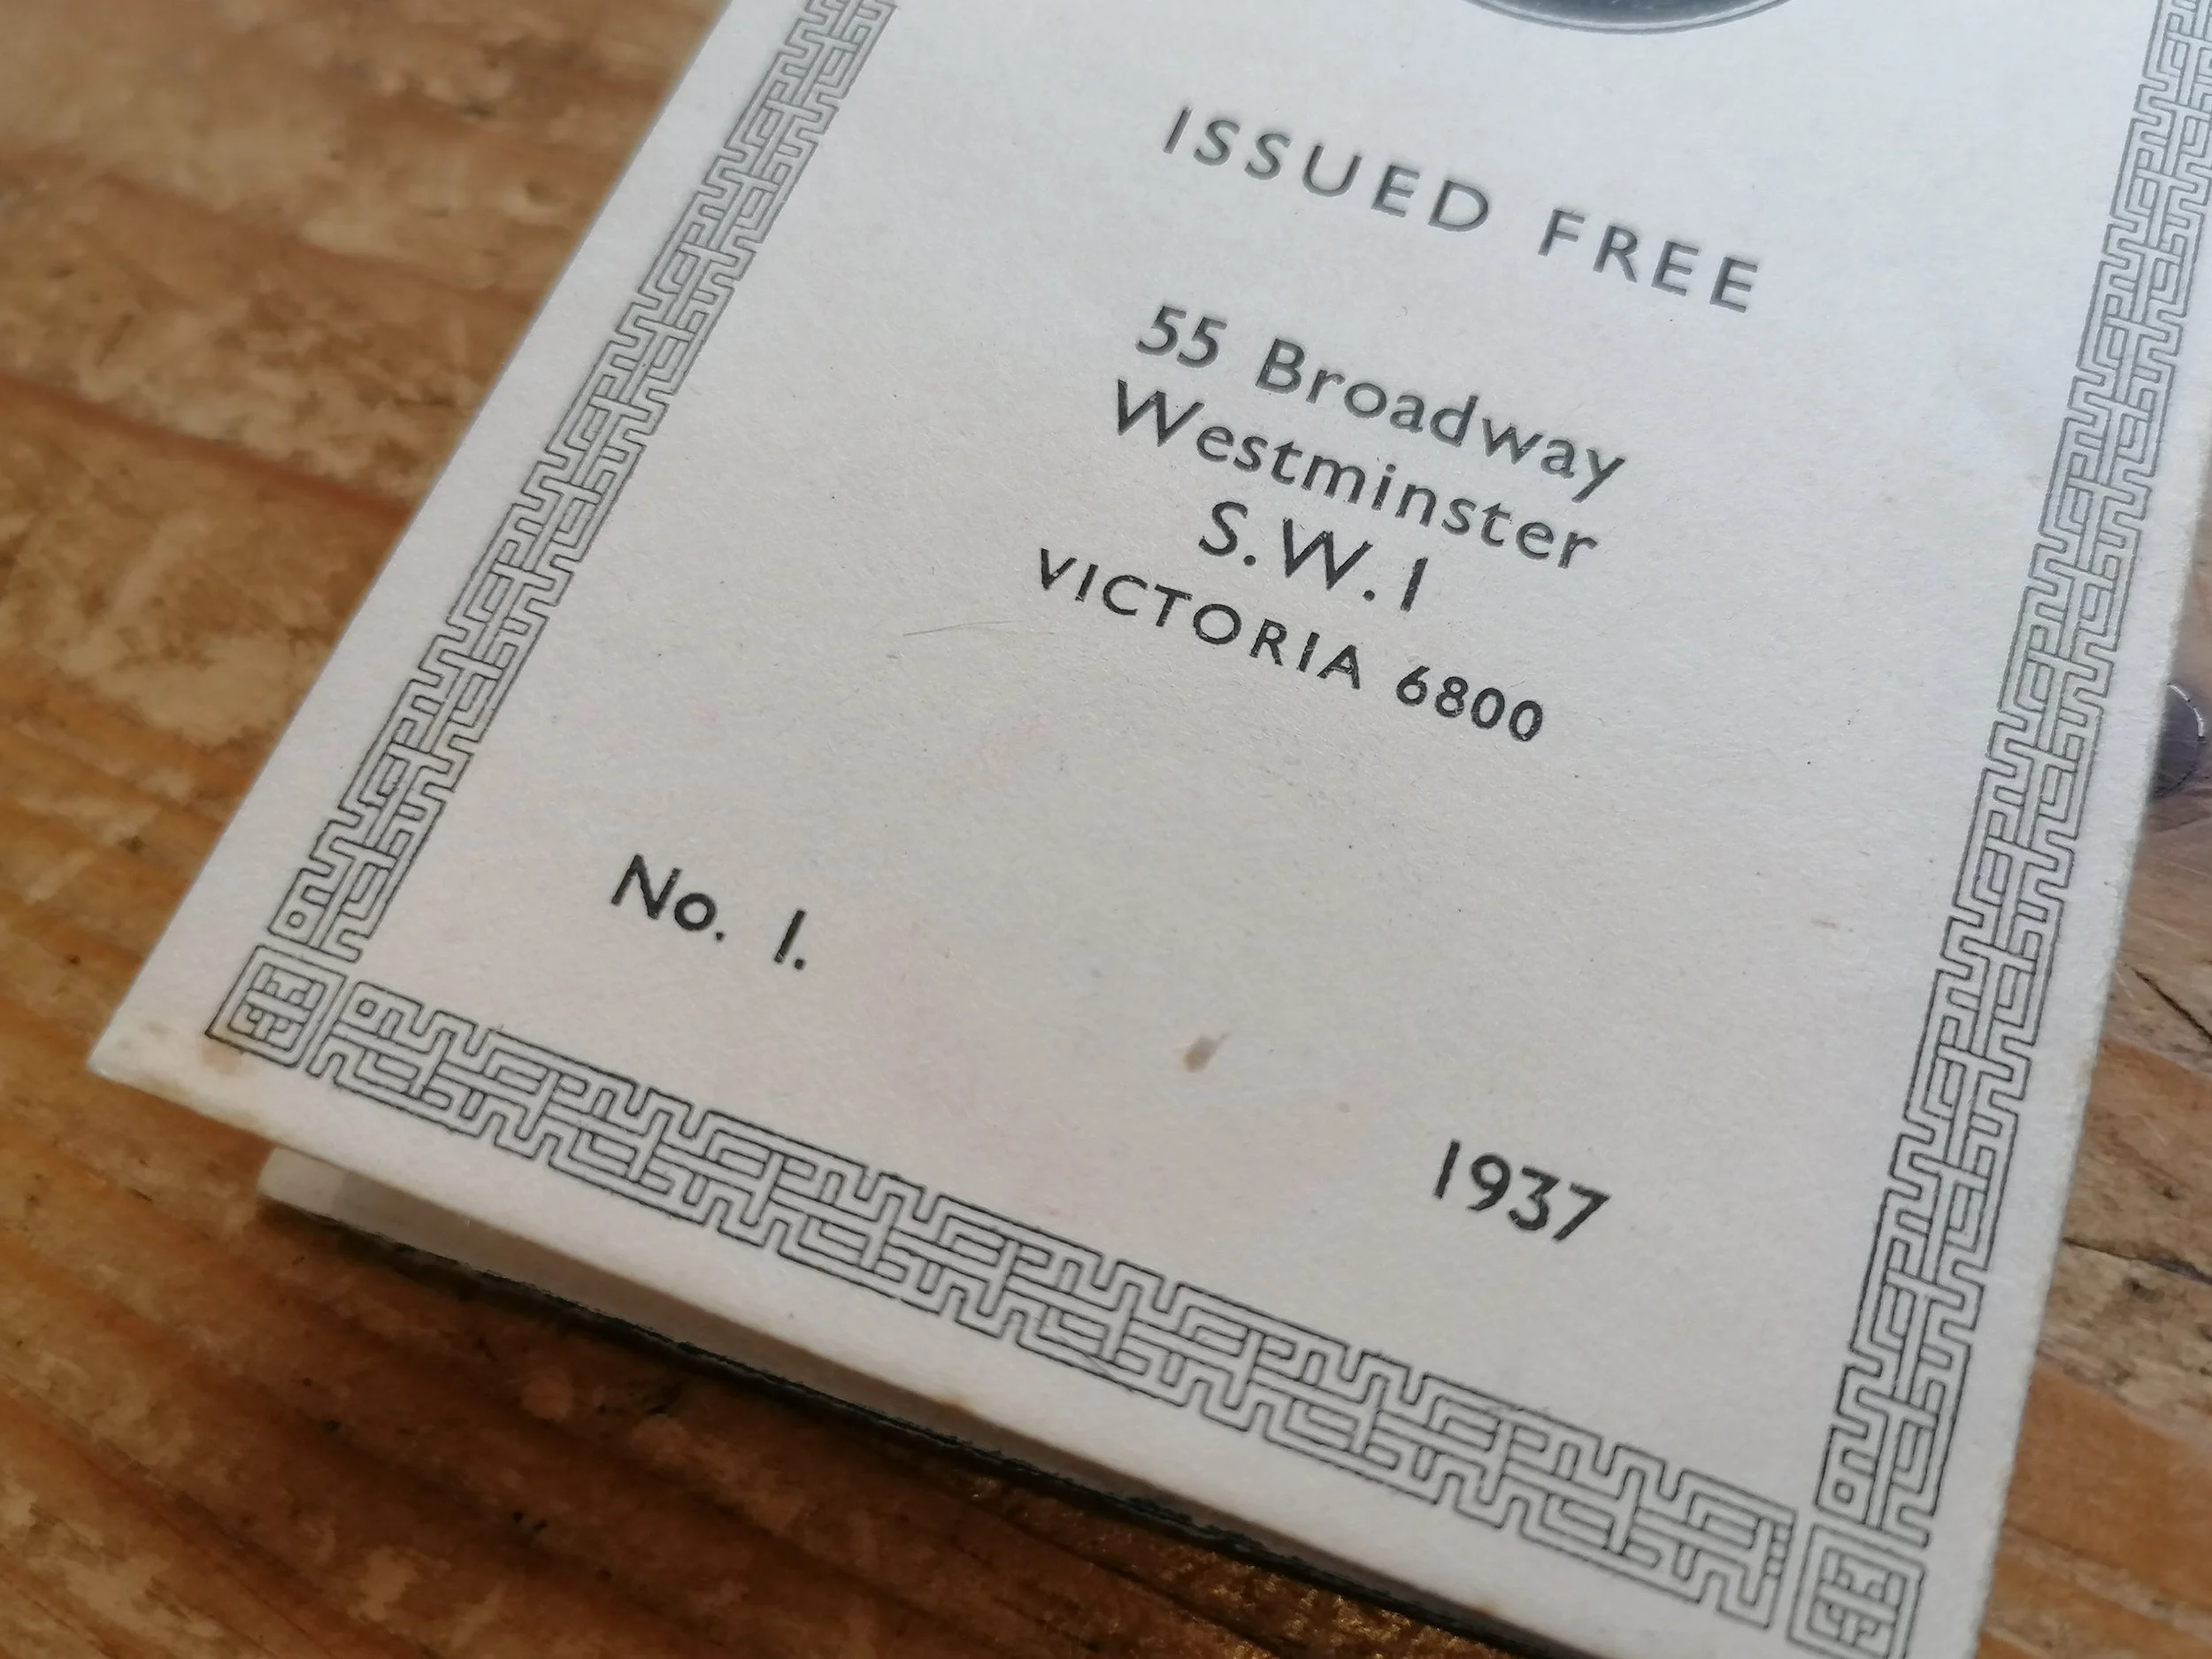 ISSUED FREE
55 Broadway
Westminster
S.W.1
VICTORIA 6800
No. 1.
1937